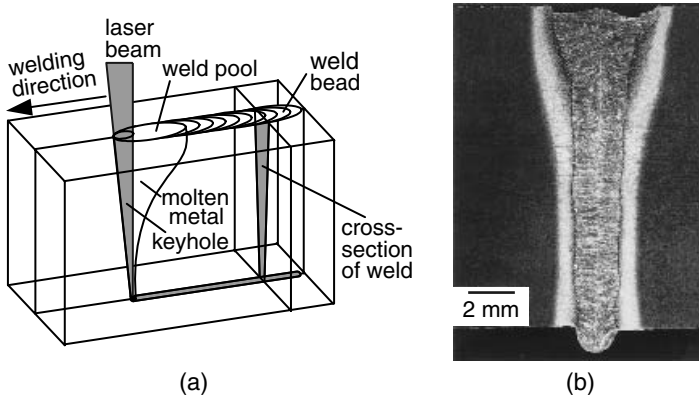 laser
beam
welding
direction
weld pool
weld
bead
molten
metal
keyhole
cross-
section
of weld
(a)
2 mm
(b)